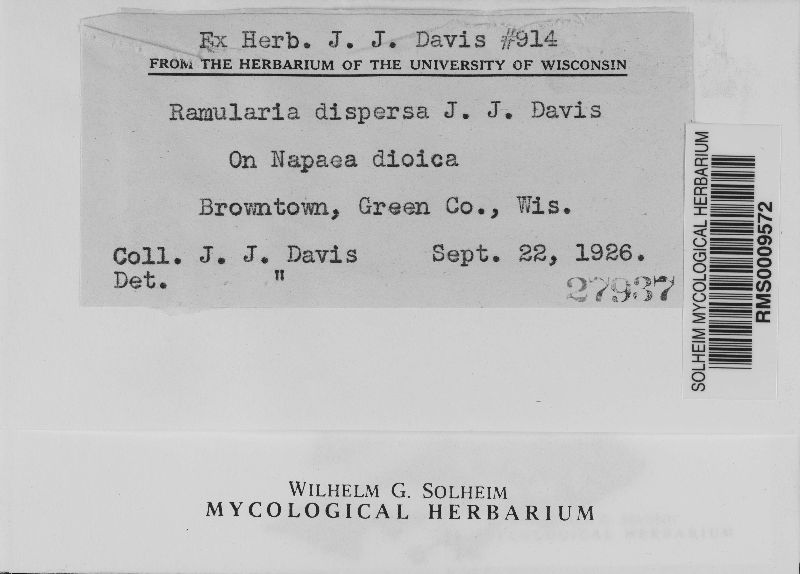 Ex Herb. J. J. Davis #914
FROM THE HERBARIUM OF THE UNIVERSITY OF WISCONSIN
Ramularia dispersa J. J. Davis
On Napaea dioica
Browntown, Green Co., Wis.
Coll. J. J. Davis Sept. 22, 1926.
Det. "
27937
SOLHEIM MYCOLOGICAL HERBARIUM
RMS0009572
WILHELM G. SOLHEIM
MYCOLOGICAL HERBARIUM